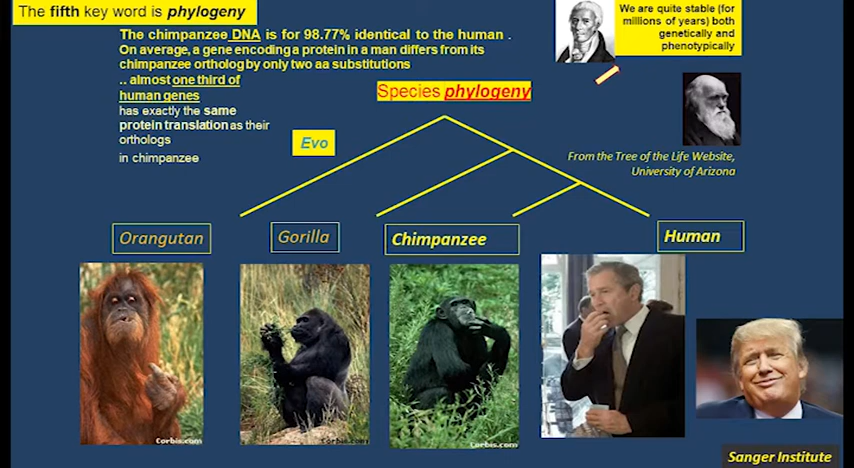 The fifth key word is phylogeny
The chimpanzee DNA is for 98.77% identical to the human .
On average, a gene encoding a protein in a man differs from its
chimpanzee ortholog by only two aa substitutions
.. almost one third of
human genes
has exactly the same
protein translation as their
orthologs
in chimpanzee
We are quite stable (for
millions of years) both
genetically and
phenotypically
Species phylogeny
Evo
From the Tree of the Life Website,
University of Arizona
Orangutan
Gorilla
Chimpanzee
Human
Corbis.com
Corbis.com
Corbis.com
Sanger Institute